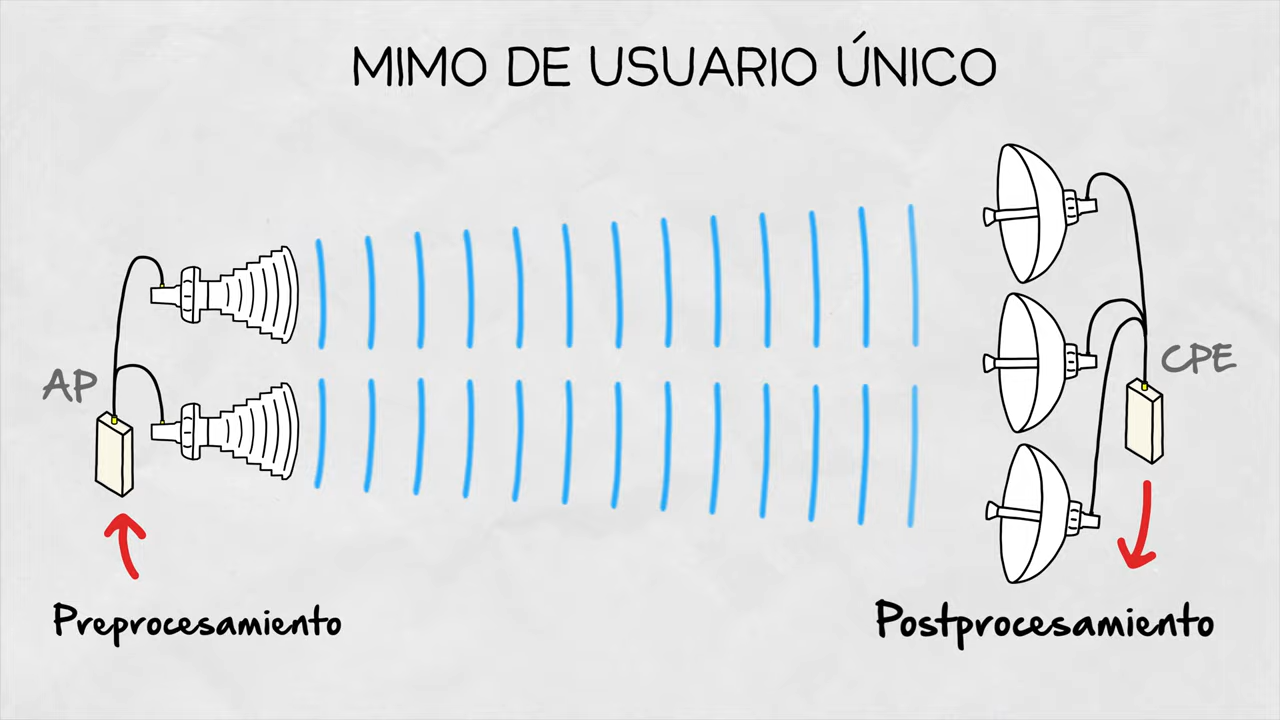 MIMO DE USUARIO ÚNICO
AP
CPE
Preprocesamiento
Postprocesamiento